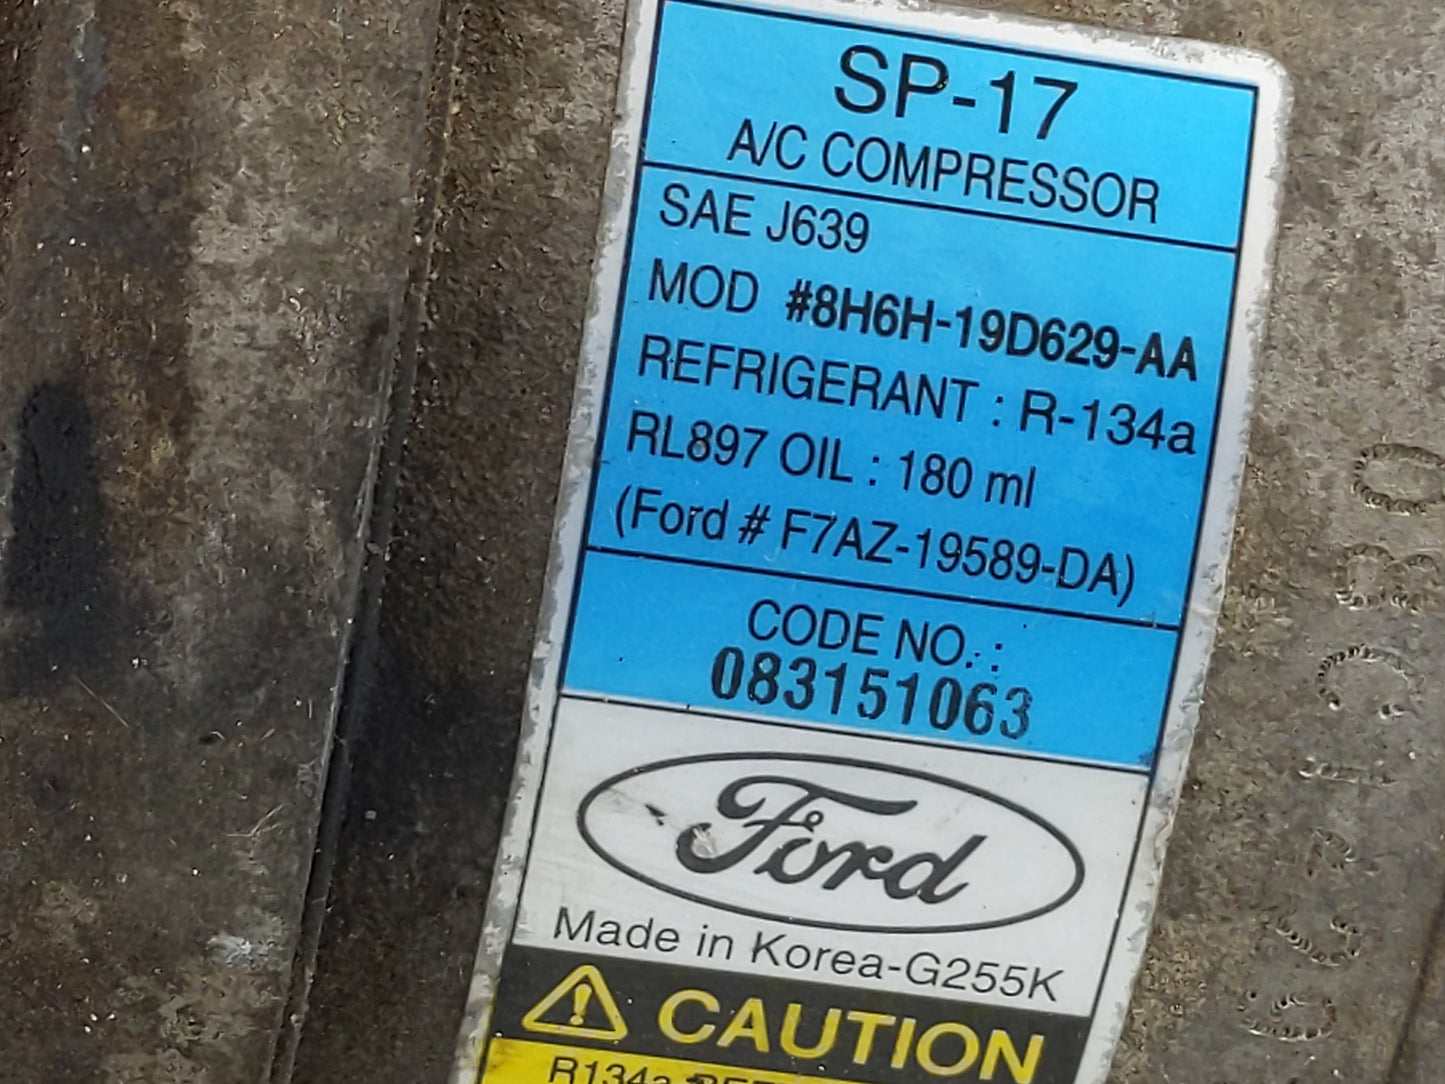 SP-17
A/C COMPRESSOR
SAE J639
MOD #8H6H-19D629-AA
REFRIGERANT : R-134a
RL897 OIL : 180 ml
(Ford # F7AZ-19589-DA)
CODE NO. :
083151063
Ford
Made in Korea-G255K
CAUTION
R134a